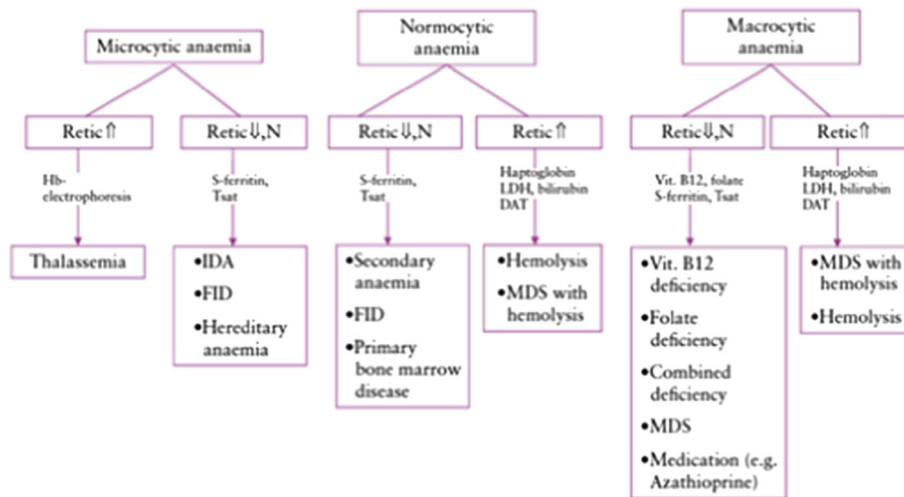 Microcytic anaemia
Normocytic
anaemia
Macrocytic
anaemia
Retic⇑
Retic⇓,N
Retic⇓,N
Retic⇑
Retic⇓,N
Retic⇑
Hb-
electrophoresis
S-ferritin,
Tsat
S-ferritin,
Tsat
Haptoglobin
LDH, bilirubin
DAT
Vit. B12, folate
S-ferritin, Tsat
Haptoglobin
LDH, bilirubin
DAT
Thalassemia
•IDA
•FID
•Hereditary
anaemia
•Secondary
anaemia
•FID
•Primary
bone marrow
disease
•Hemolysis
•MDS with
hemolysis
•Vit. B12
deficiency
•Folate
deficiency
•Combined
deficiency
•MDS
•Medication (e.g.
Azathioprine)
•MDS with
hemolysis
•Hemolysis